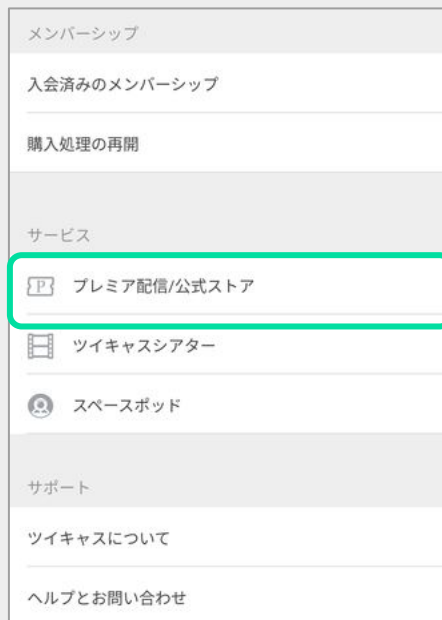 メンバーシップ
入会済みのメンバーシップ
購入処理の再開
サービス
P プレミア配信/公式ストア
ツイキャスシアター
スペースポッド
サポート
ツイキャスについて
ヘルプとお問い合わせ